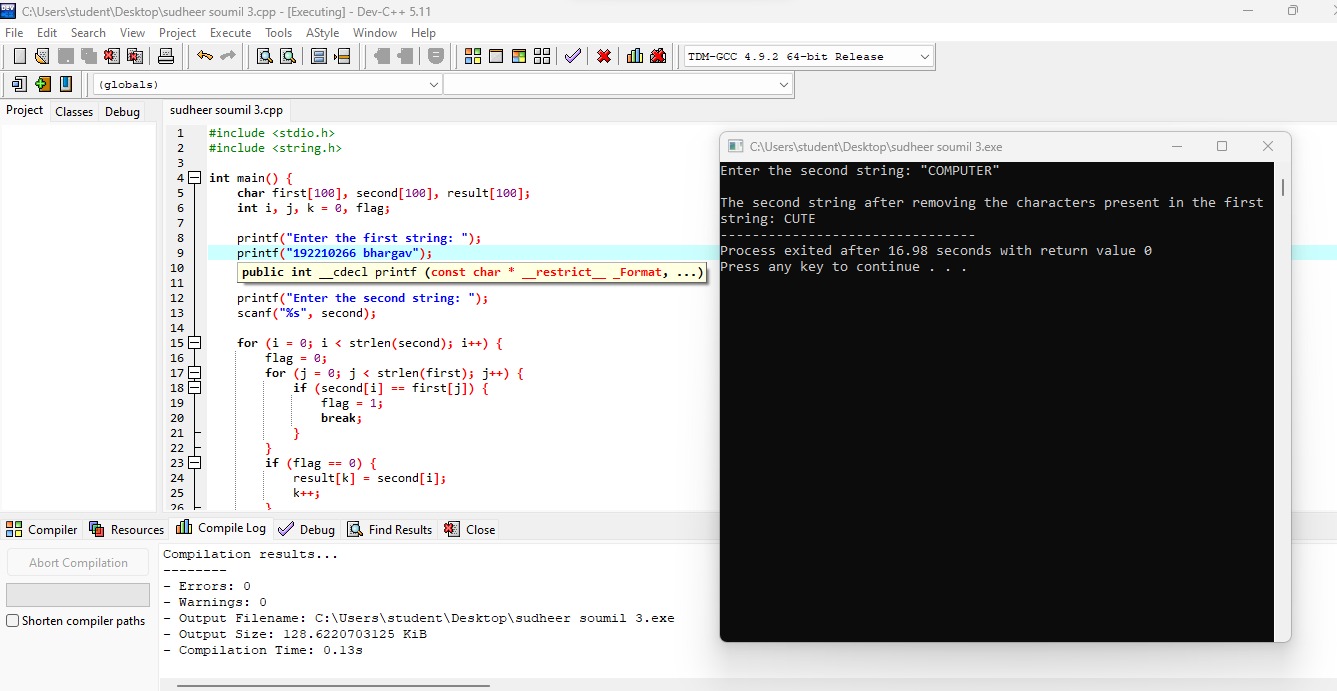 C:\Users\student\Desktop\sudheer soumil 3.cpp - [Executing] - Dev-C++ 5.11
File Edit Search View Project Execute Tools AStyle Window Help
TDM-GCC 4.9.2 64-bit Release
(globals)
Project Classes Debug
sudheer soumil 3.cpp
1 #include <stdio.h>
2 #include <string.h>
3
4 int main() {
5 char first[100], second[100], result[100];
6 int i, j, k = 0, flag;
7
8 printf("Enter the first string: ");
9 printf("192210266 bhargav");
10 public int __cdecl printf (const char * __restrict__ _Format, ...)
11
12 printf("Enter the second string: ");
13 scanf("%s", second);
14
15 for (i = 0; i < strlen(second); i++) {
16 flag = 0;
17 for (j = 0; j < strlen(first); j++) {
18 if (second[i] == first[j]) {
19 flag = 1;
20 break;
21 }
22 }
23 if (flag == 0) {
24 result[k] = second[i];
25 k++;
26 }
C:\Users\student\Desktop\sudheer soumil 3.exe
Enter the second string: "COMPUTER"
The second string after removing the characters present in the first
string: CUTE
--------------------------------
Process exited after 16.98 seconds with return value 0
Press any key to continue . . .
Compiler Resources Compile Log Debug Find Results Close
Abort Compilation
Shorten compiler paths
Compilation results...
--------
- Errors: 0
- Warnings: 0
- Output Filename: C:\Users\student\Desktop\sudheer soumil 3.exe
- Output Size: 128.6220703125 KiB
- Compilation Time: 0.13s